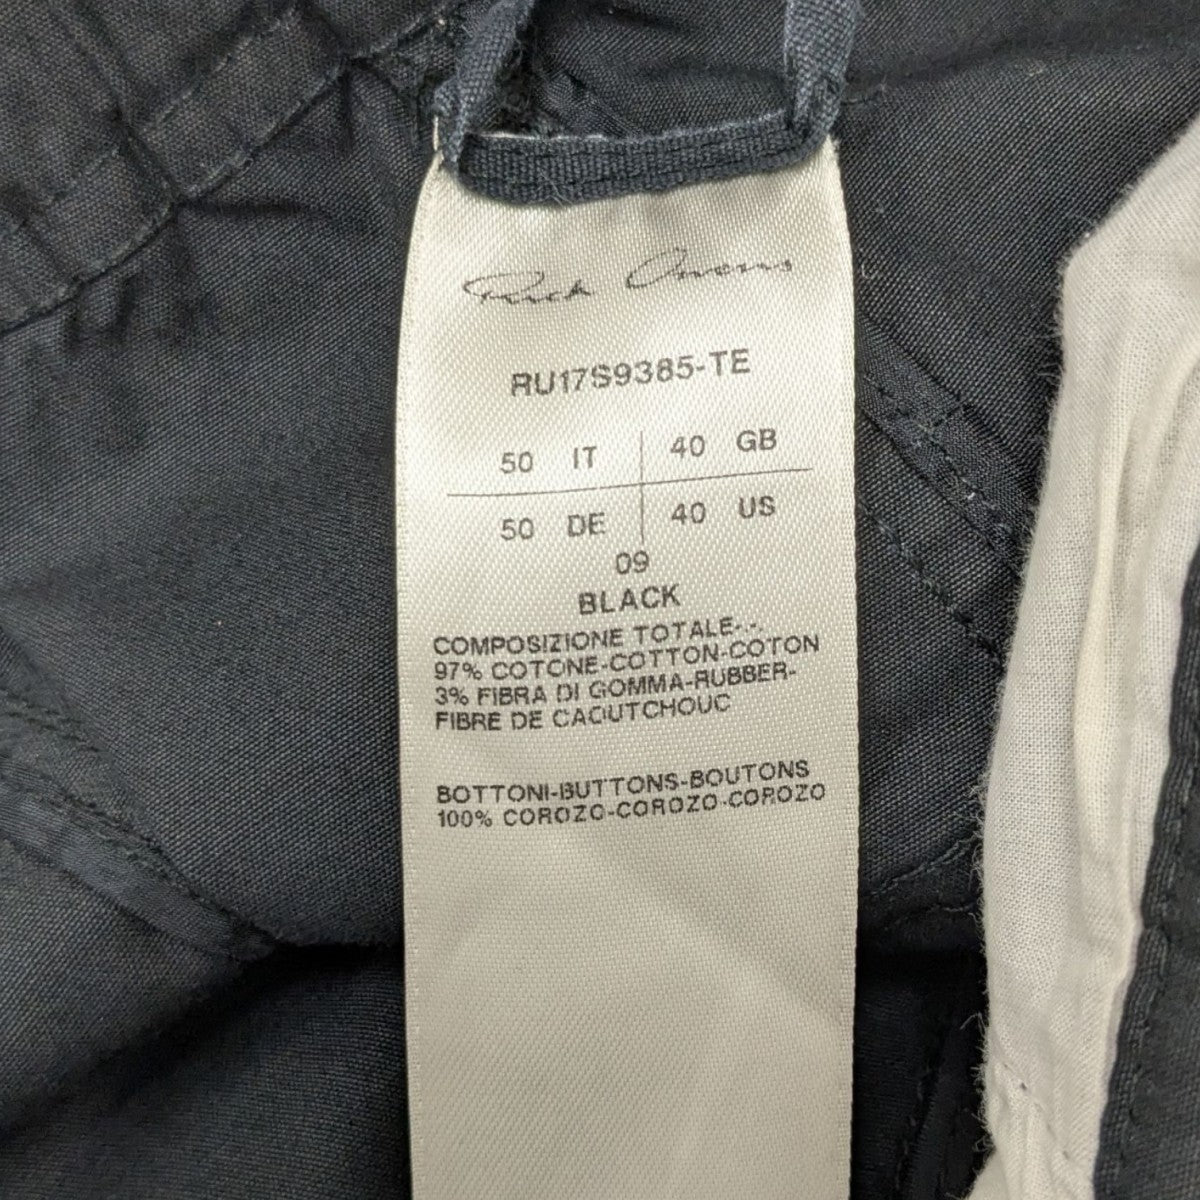 Rick Owens
RU17S9385-TE
50 IT 40 GB
50 DE 40 US
09
BLACK
COMPOSIZIONE TOTALE-.-.
97% COTONE-COTTON-COTON
3% FIBRA DI GOMMA-RUBBER-
FIBRE DE CAOUTCHOUC
BOTTONI-BUTTONS-BOUTONS
100% COROZO-COROZO-COROZO